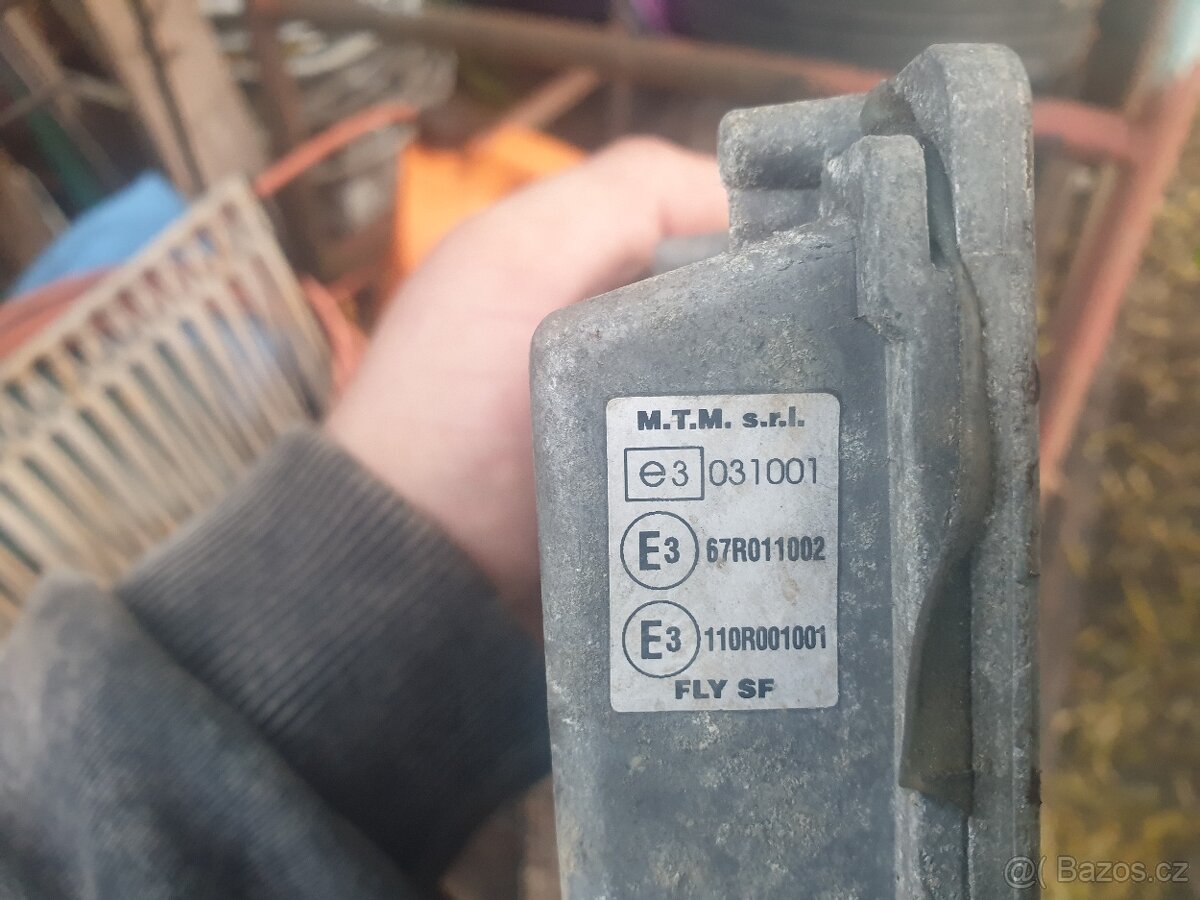 M.T.M. s.r.l.
e3 031001
E3 67R011002
E3 110R001001
FLY SF
@( Bazos.cz